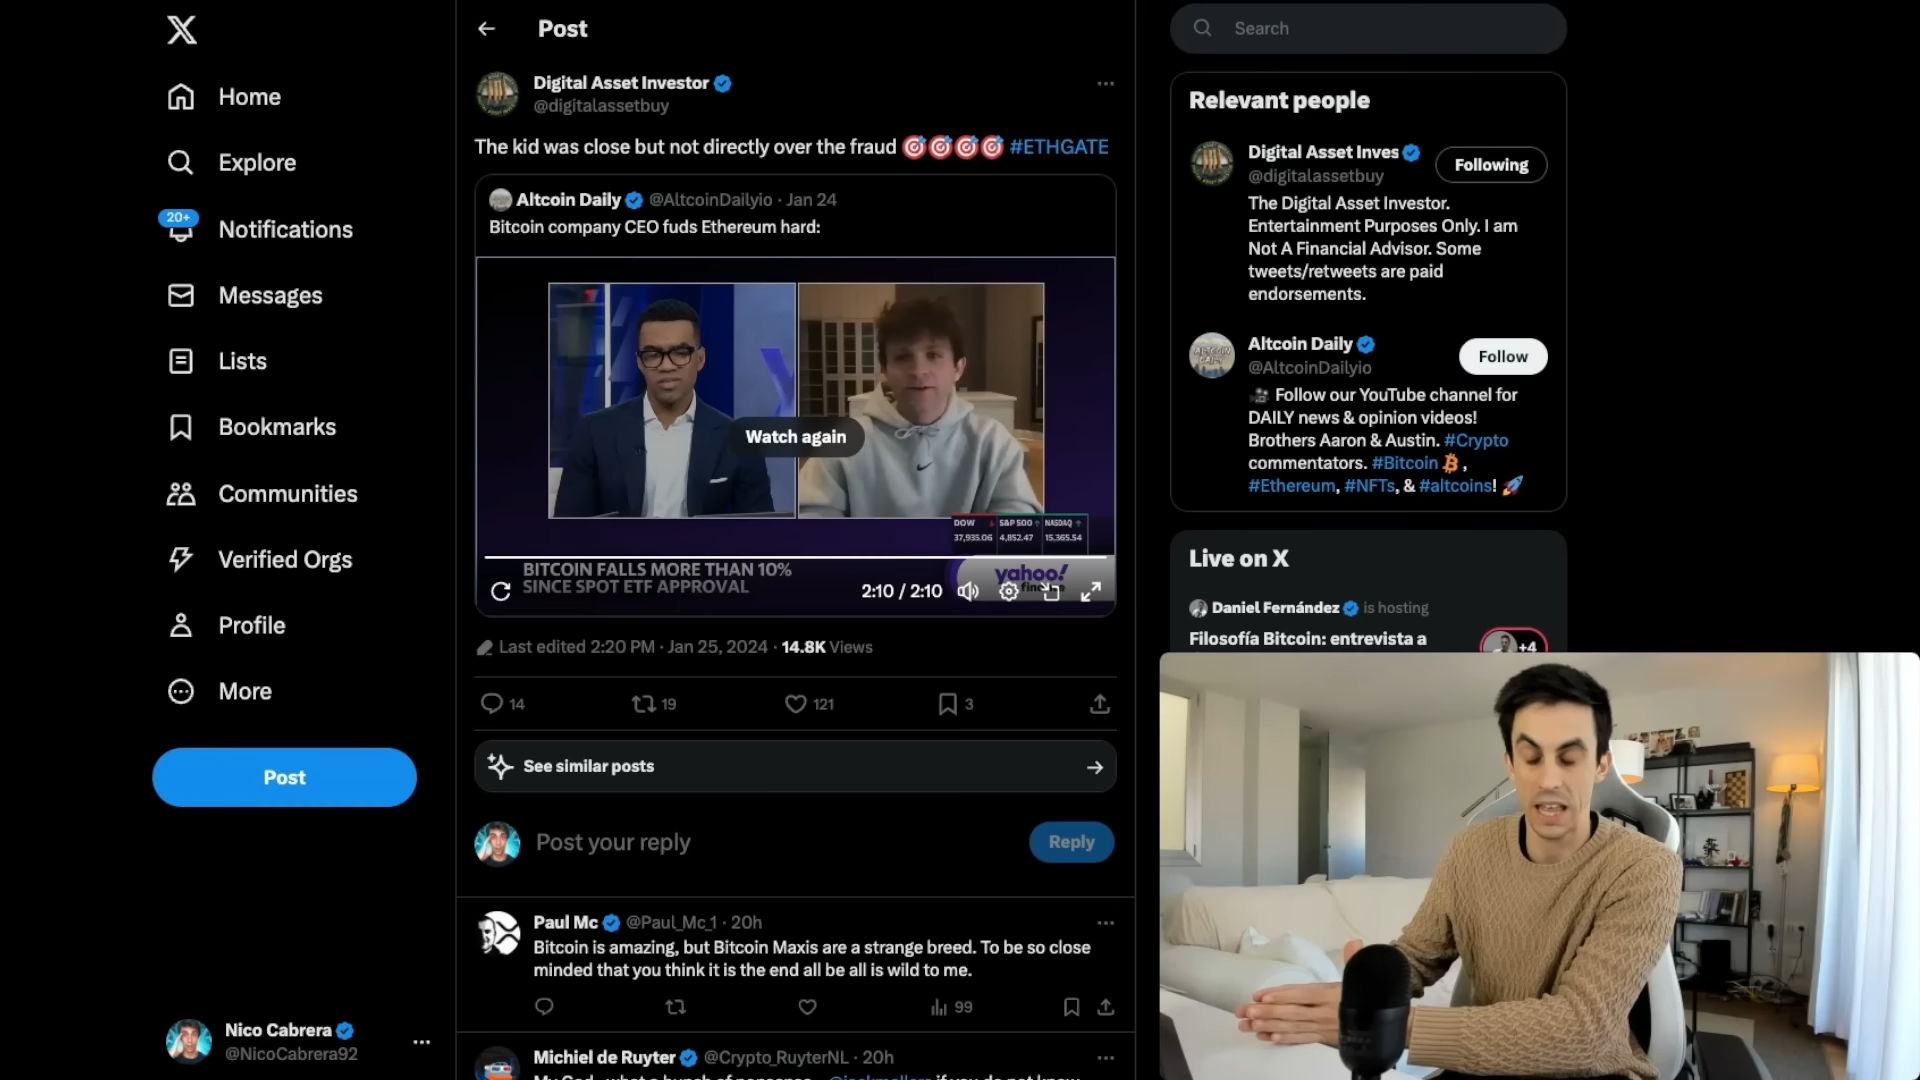 Home
Explore
20+
Notifications
Messages
Lists
Bookmarks
Communities
Verified Orgs
Profile
More
Post
Nico Cabrera
@NicoCabrera92
Post
Digital Asset Investor
@digitalassetbuy
The kid was close but not directly over the fraud 🎯🎯🎯🎯 #ETHGATE
Altcoin Daily @AltcoinDailyio · Jan 24
Bitcoin company CEO fuds Ethereum hard:
Watch again
DOW S&P 500 NASDAQ
37,935.06 4,852.47 15,365.54
BITCOIN FALLS MORE THAN 10%
SINCE SPOT ETF APPROVAL
yahoo!
2:10 / 2:10
Last edited 2:20 PM · Jan 25, 2024 · 14.8K Views
14 19 121 3
See similar posts
Post your reply
Reply
Paul Mc @Paul_Mc_1 · 20h
Bitcoin is amazing, but Bitcoin Maxis are a strange breed. To be so close
minded that you think it is the end all be all is wild to me.
99
Michiel de Ruyter @Crypto_RuyterNL · 20h
Search
Relevant people
Digital Asset Inves
@digitalassetbuy
Following
The Digital Asset Investor.
Entertainment Purposes Only. I am
Not A Financial Advisor. Some
tweets/retweets are paid
endorsements.
Altcoin Daily
@AltcoinDailyio
Follow
🎥 Follow our YouTube channel for
DAILY news & opinion videos!
Brothers Aaron & Austin. #Crypto
commentators. #Bitcoin ,
#Ethereum, #NFTs, & #altcoins! 🚀
Live on X
Daniel Fernández is hosting
Filosofía Bitcoin: entrevista a
+4